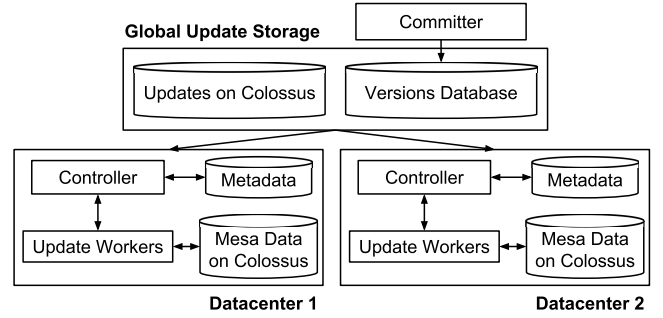 Committer
Global Update Storage
Updates on Colossus
Versions Database
Controller
Metadata
Update Workers
Mesa Data
on Colossus
Datacenter 1
Controller
Metadata
Update Workers
Mesa Data
on Colossus
Datacenter 2